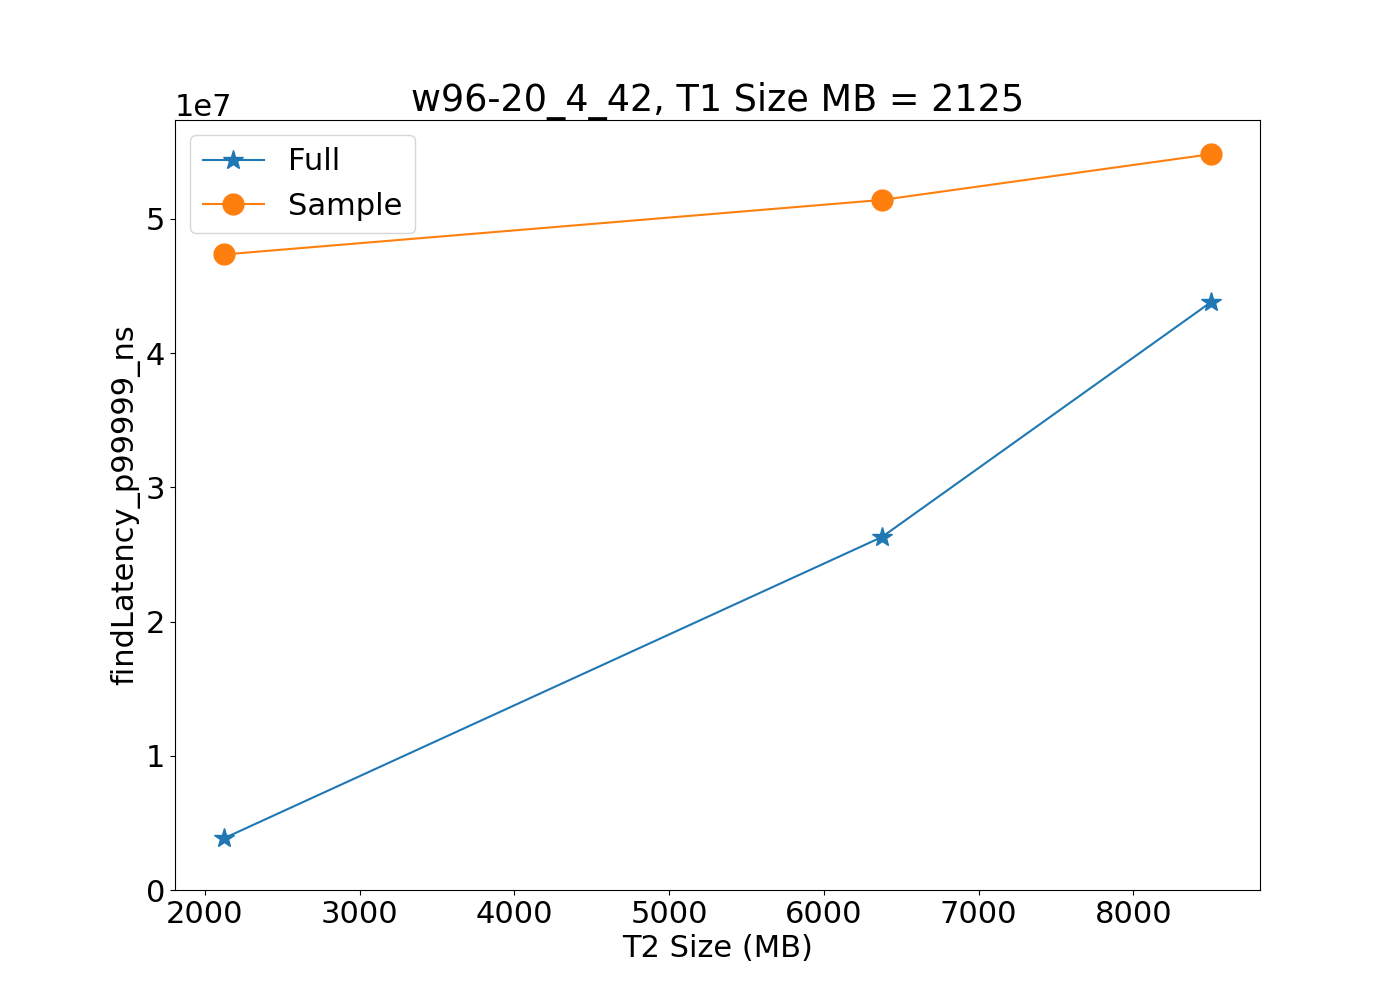 w96-20_4_42, T1 Size MB = 2125
1e7
Full
Sample
5
4
3
2
1
0
findLatency_p99999_ns
2000 3000 4000 5000 6000 7000 8000
T2 Size (MB)